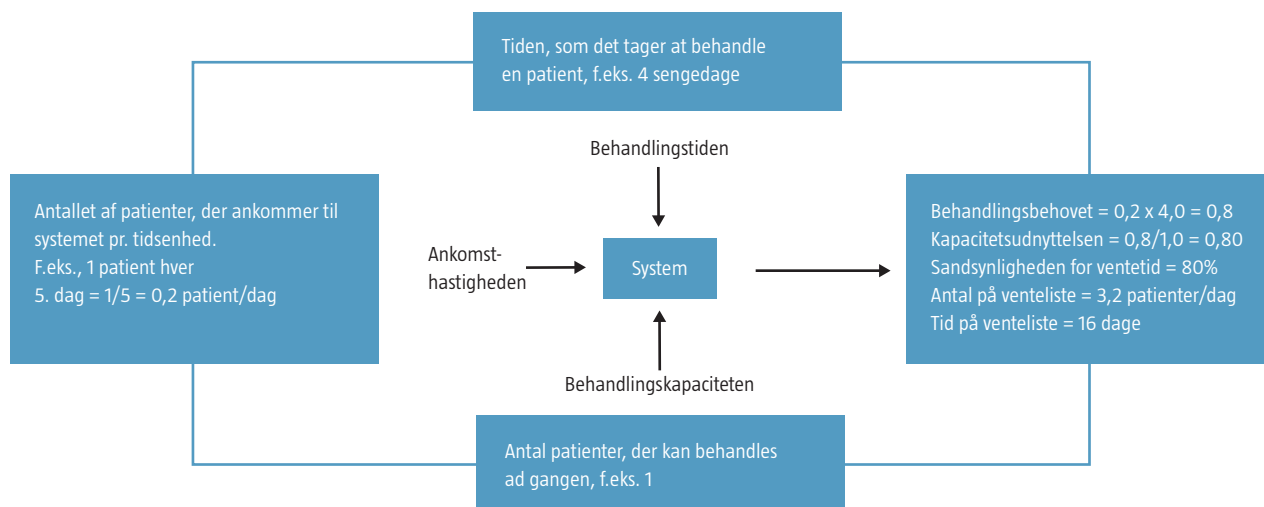 Tiden, som det tager at behandle
en patient, f.eks. 4 sengedage
Behandlingstiden
Antallet af patienter, der ankommer til
systemet pr. tidsenhed.
F.eks., 1 patient hver
5. dag = 1/5 = 0,2 patient/dag
Ankomst-
hastigheden
System
Behandlingsbehovet = 0,2 x 4,0 = 0,8
Kapacitetsudnyttelsen = 0,8/1,0 = 0,80
Sandsynligheden for ventetid = 80%
Antal på venteliste = 3,2 patienter/dag
Tid på venteliste = 16 dage
Behandlingskapaciteten
Antal patienter, der kan behandles
ad gangen, f.eks. 1